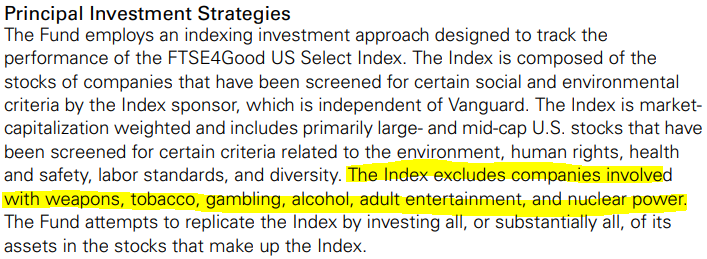 Principal Investment Strategies
The Fund employs an indexing investment approach designed to track the
performance of the FTSE4Good US Select Index. The Index is composed of the
stocks of companies that have been screened for certain social and environmental
criteria by the Index sponsor, which is independent of Vanguard. The Index is market-
capitalization weighted and includes primarily large- and mid-cap U.S. stocks that have
been screened for certain criteria related to the environment, human rights, health
and safety, labor standards, and diversity. The Index excludes companies involved
with weapons, tobacco, gambling, alcohol, adult entertainment, and nuclear power.
The Fund attempts to replicate the Index by investing all, or substantially all, of its
assets in the stocks that make up the Index.